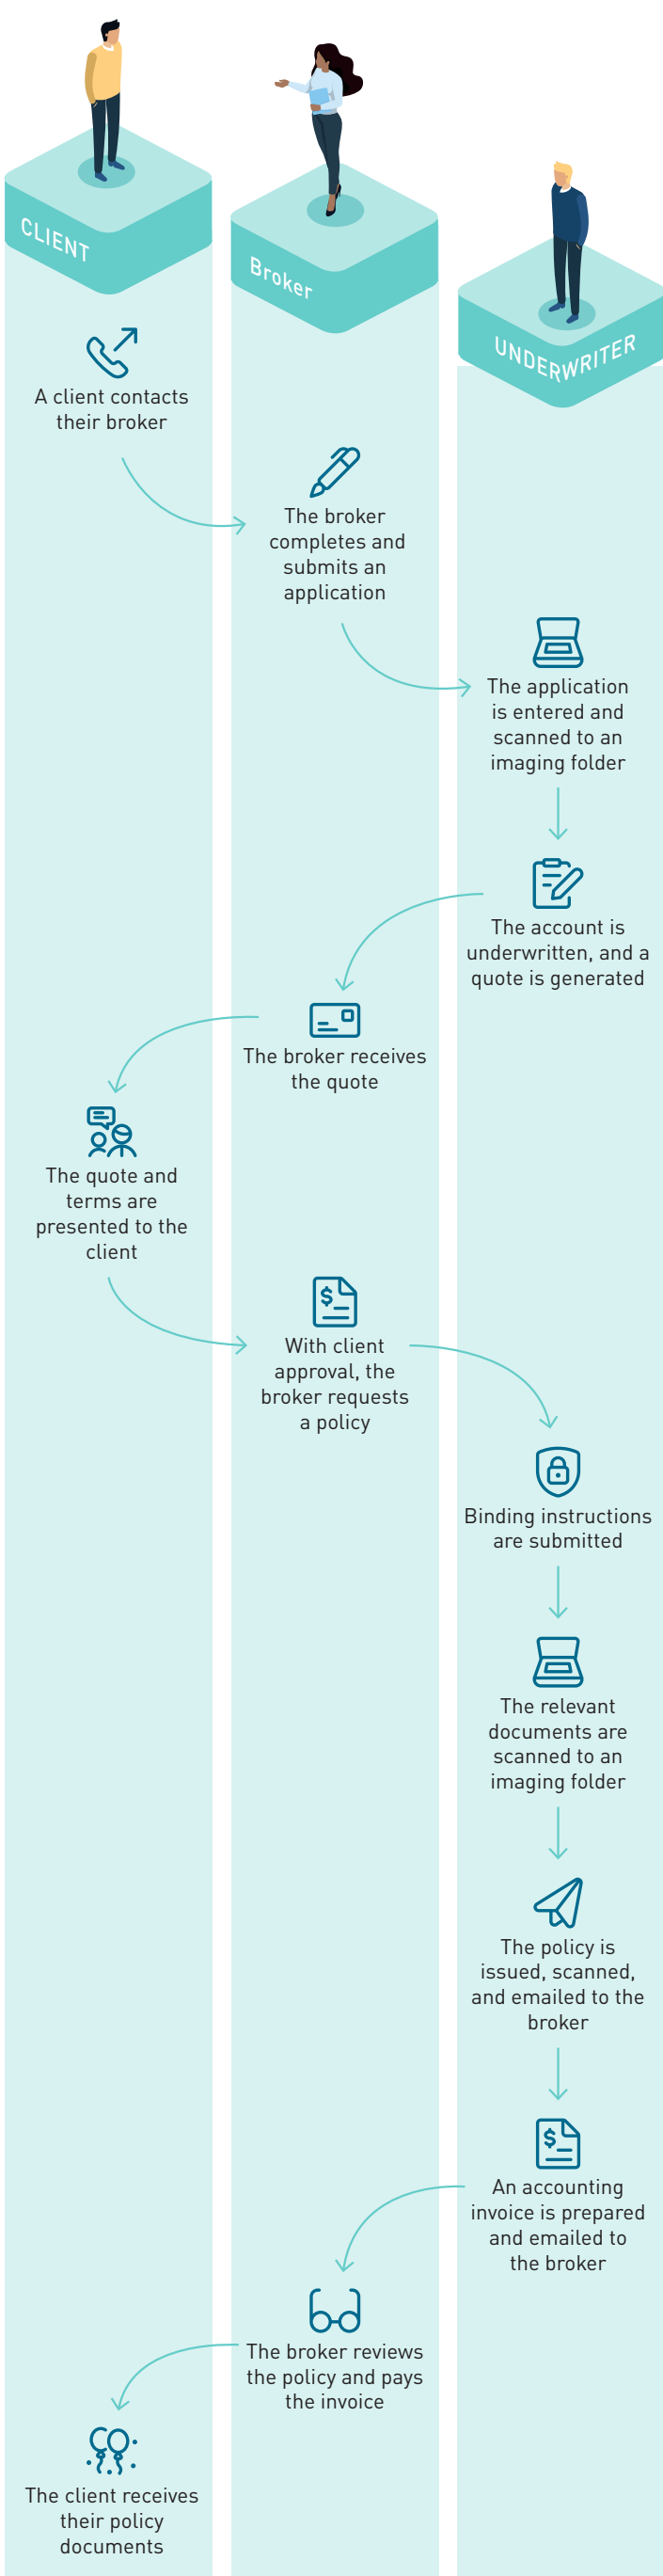 CLIENT
Broker
UNDERWRITER
A client contacts
their broker
The broker
completes and
submits an
application
The application
is entered and
scanned to an
imaging folder
The account is
underwritten, and a
quote is generated
The broker receives
the quote
The quote and
terms are
presented to the
client
With client
approval, the
broker requests
a policy
Binding instructions
are submitted
The relevant
documents are
scanned to an
imaging folder
The policy is
issued, scanned,
and emailed to the
broker
An accounting
invoice is prepared
and emailed to
the broker
The broker reviews
the policy and pays
the invoice
The client receives
their policy
documents